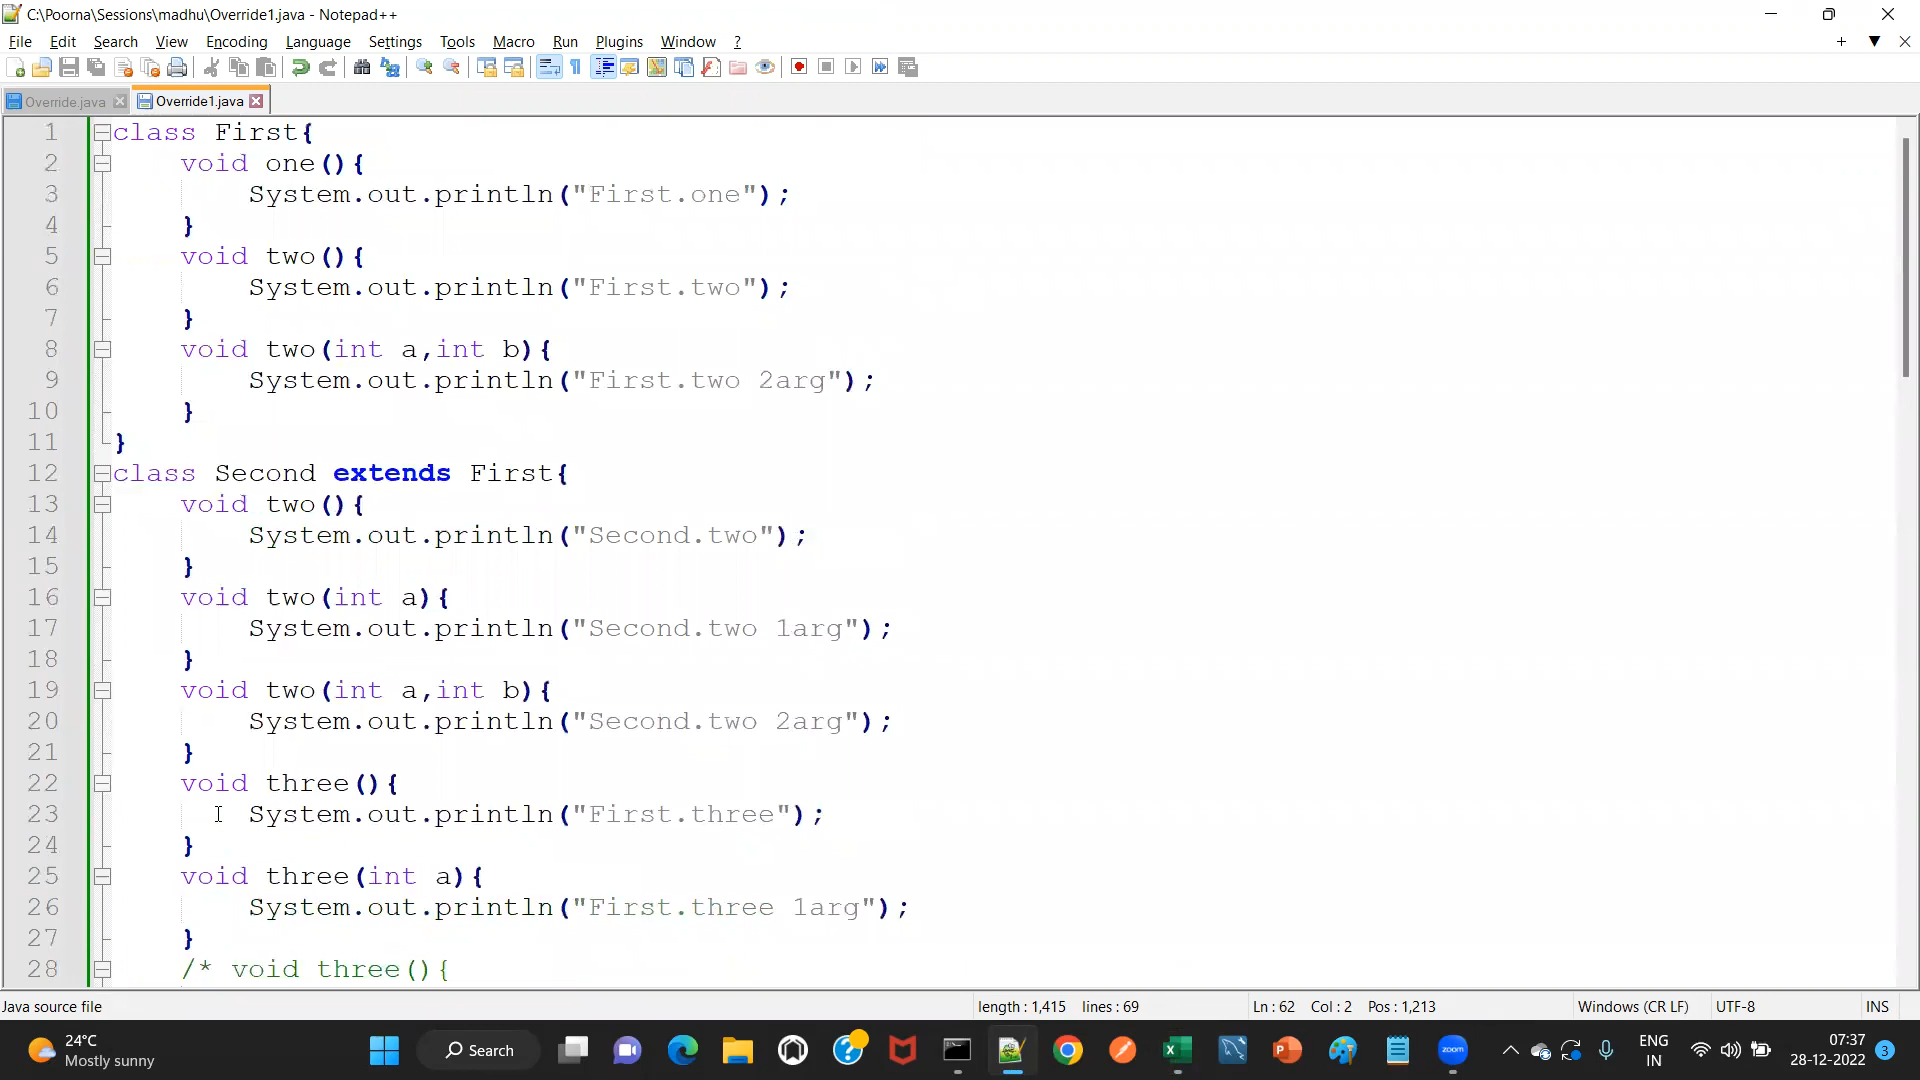 C:\Poorna\Sessions\madhu\Override1.java - Notepad++
File Edit Search View Encoding Language Settings Tools Macro Run Plugins Window ?
Override.java Override1.java
1 class First{
2 void one(){
3 System.out.println("First.one");
4 }
5 void two(){
6 System.out.println("First.two");
7 }
8 void two(int a,int b){
9 System.out.println("First.two 2arg");
10 }
11 }
12 class Second extends First{
13 void two(){
14 System.out.println("Second.two");
15 }
16 void two(int a){
17 System.out.println("Second.two 1arg");
18 }
19 void two(int a,int b){
20 System.out.println("Second.two 2arg");
21 }
22 void three(){
23 System.out.println("First.three");
24 }
25 void three(int a){
26 System.out.println("First.three 1arg");
27 }
28 /* void three(){
Java source file length : 1,415 lines : 69 Ln : 62 Col : 2 Pos : 1,213 Windows (CR LF) UTF-8 INS
24°C
Mostly sunny
Search
zoom
ENG
IN
07:37
28-12-2022
3